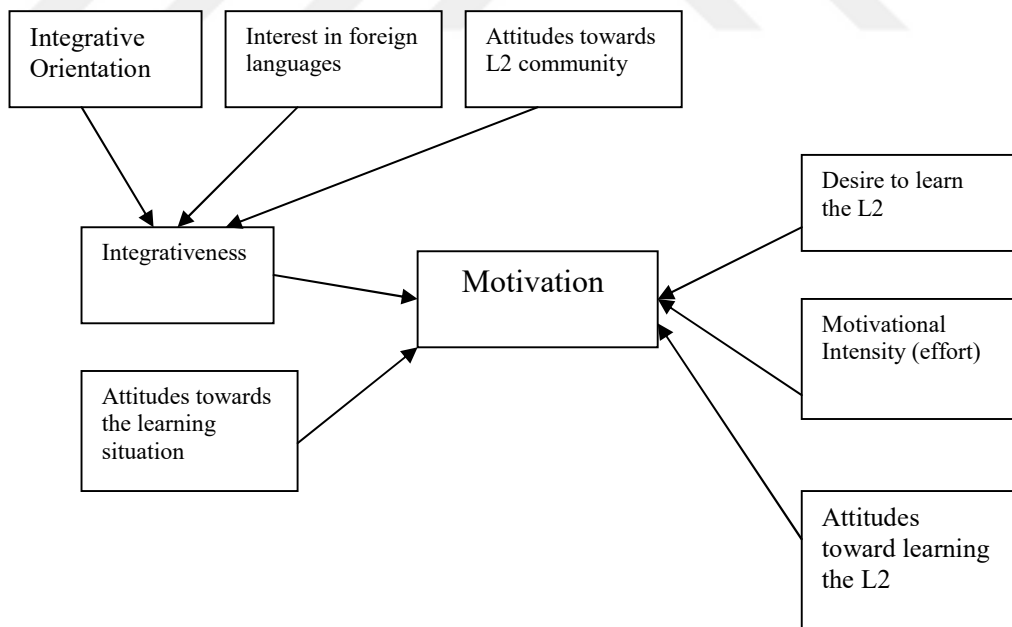 Integrative
Orientation
Interest in foreign
languages
Attitudes towards
L2 community
Desire to learn
the L2
Integrativeness
Motivation
Motivational
Intensity (effort)
Attitudes towards
the learning
situation
Attitudes
toward learning
the L2